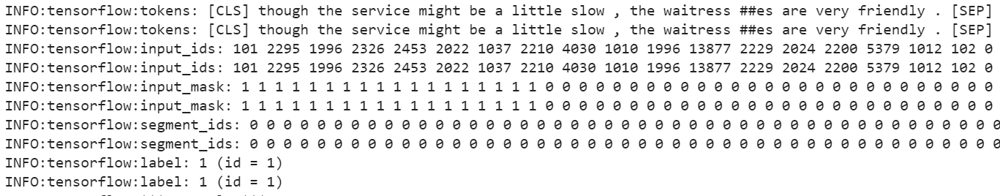 INFO:tensorflow:tokens: [CLS] though the service might be a little slow , the waitress ##es are very friendly . [SEP]
INFO:tensorflow:tokens: [CLS] though the service might be a little slow , the waitress ##es are very friendly . [SEP]
INFO:tensorflow:input_ids: 101 2295 1996 2326 2453 2022 1037 2210 4030 1010 1996 13877 2229 2024 2200 5379 1012 102 0
INFO:tensorflow:input_ids: 101 2295 1996 2326 2453 2022 1037 2210 4030 1010 1996 13877 2229 2024 2200 5379 1012 102 0
INFO:tensorflow:input_mask: 1 1 1 1 1 1 1 1 1 1 1 1 1 1 1 1 1 1 0 0 0 0 0 0 0 0 0 0 0 0 0 0 0 0 0 0 0 0 0 0 0 0 0 0 0
INFO:tensorflow:input_mask: 1 1 1 1 1 1 1 1 1 1 1 1 1 1 1 1 1 1 0 0 0 0 0 0 0 0 0 0 0 0 0 0 0 0 0 0 0 0 0 0 0 0 0 0 0
INFO:tensorflow:segment_ids: 0 0 0 0 0 0 0 0 0 0 0 0 0 0 0 0 0 0 0 0 0 0 0 0 0 0 0 0 0 0 0 0 0 0 0 0 0 0 0 0 0 0 0 0 0
INFO:tensorflow:segment_ids: 0 0 0 0 0 0 0 0 0 0 0 0 0 0 0 0 0 0 0 0 0 0 0 0 0 0 0 0 0 0 0 0 0 0 0 0 0 0 0 0 0 0 0 0 0
INFO:tensorflow:label: 1 (id = 1)
INFO:tensorflow:label: 1 (id = 1)